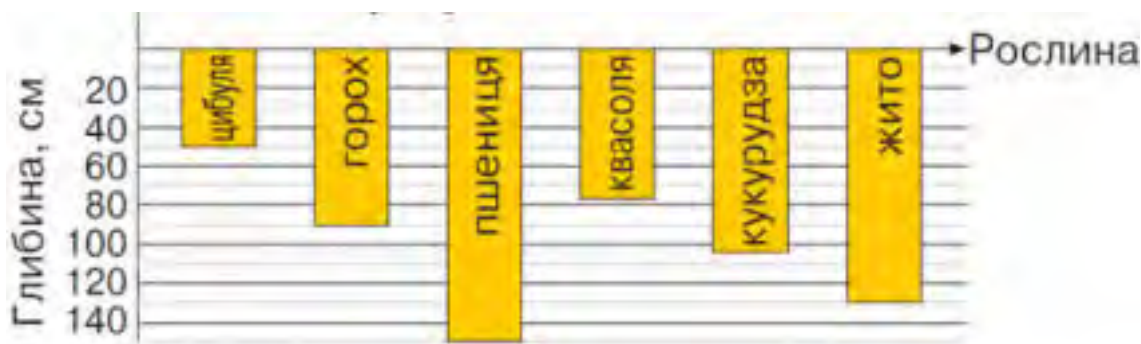 Рослина
Глибина, см
20
40
60
80
100
120
140
цибуля
горох
пшениця
квасоля
кукурудза
жито